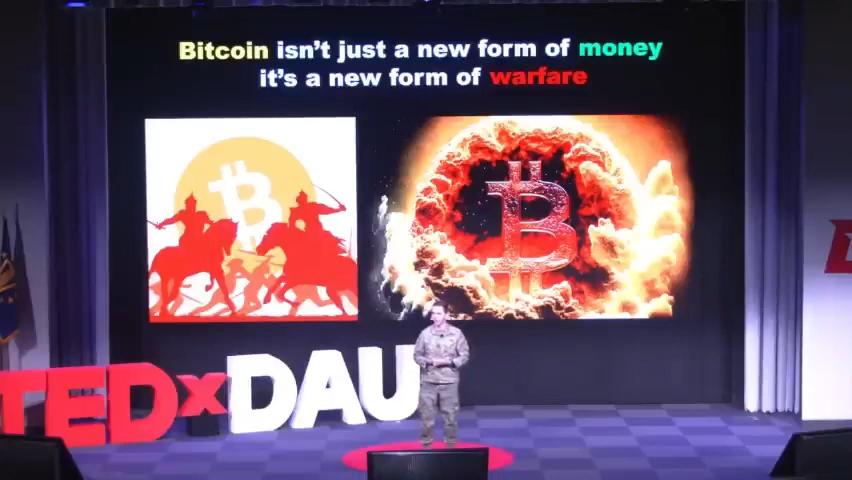 Bitcoin isn't just a new form of money
it's a new form of warfare
TEDxDAU